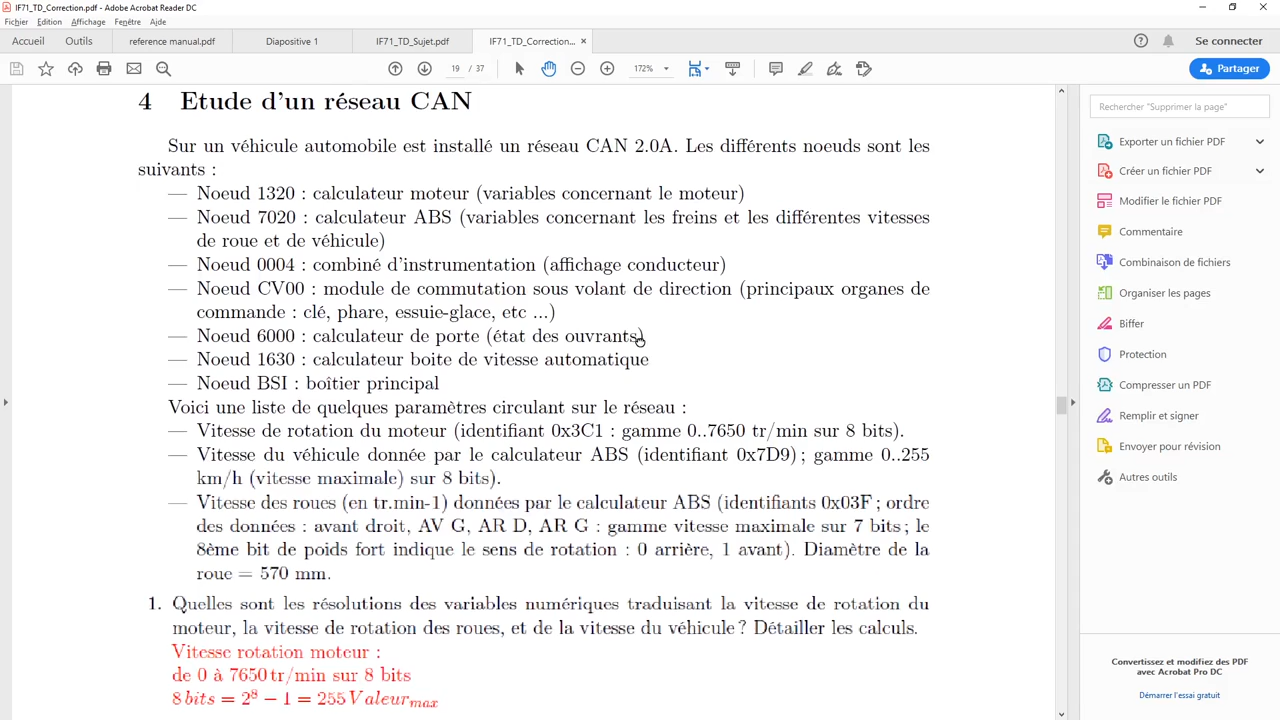 IF71_TD_Correction.pdf - Adobe Acrobat Reader DC
Fichier Edition Affichage Fenêtre Aide
Accueil Outils reference manual.pdf Diapositive 1 IF71_TD_Sujet.pdf IF71_TD_Correction... × Se connecter
19 / 37 172% Partager
4 Etude d'un réseau CAN
Sur un véhicule automobile est installé un réseau CAN 2.0A. Les différents noeuds sont les
suivants :
— Noeud 1320 : calculateur moteur (variables concernant le moteur)
— Noeud 7020 : calculateur ABS (variables concernant les freins et les différentes vitesses
de roue et de véhicule)
— Noeud 0004 : combiné d'instrumentation (affichage conducteur)
— Noeud CV00 : module de commutation sous volant de direction (principaux organes de
commande : clé, phare, essuie-glace, etc ...)
— Noeud 6000 : calculateur de porte (état des ouvrants)
— Noeud 1630 : calculateur boite de vitesse automatique
— Noeud BSI : boîtier principal
Voici une liste de quelques paramètres circulant sur le réseau :
— Vitesse de rotation du moteur (identifiant 0x3C1 : gamme 0..7650 tr/min sur 8 bits).
— Vitesse du véhicule donnée par le calculateur ABS (identifiant 0x7D9) ; gamme 0..255
km/h (vitesse maximale) sur 8 bits).
— Vitesse des roues (en tr.min-1) données par le calculateur ABS (identifiants 0x03F ; ordre
des données : avant droit, AV G, AR D, AR G : gamme vitesse maximale sur 7 bits ; le
8ème bit de poids fort indique le sens de rotation : 0 arrière, 1 avant). Diamètre de la
roue = 570 mm.
1. Quelles sont les résolutions des variables numériques traduisant la vitesse de rotation du
moteur, la vitesse de rotation des roues, et de la vitesse du véhicule ? Détailler les calculs.
Vitesse rotation moteur :
de 0 à 7650 tr/min sur 8 bits
8 bits = 2⁸ − 1 = 255 Valeur_max
Rechercher "Supprimer la page"
Exporter un fichier PDF
Créer un fichier PDF
Modifier le fichier PDF
Commentaire
Combinaison de fichiers
Organiser les pages
Biffer
Protection
Compresser un PDF
Remplir et signer
Envoyer pour révision
Autres outils
Convertissez et modifiez des PDF
avec Acrobat Pro DC
Démarrer l'essai gratuit